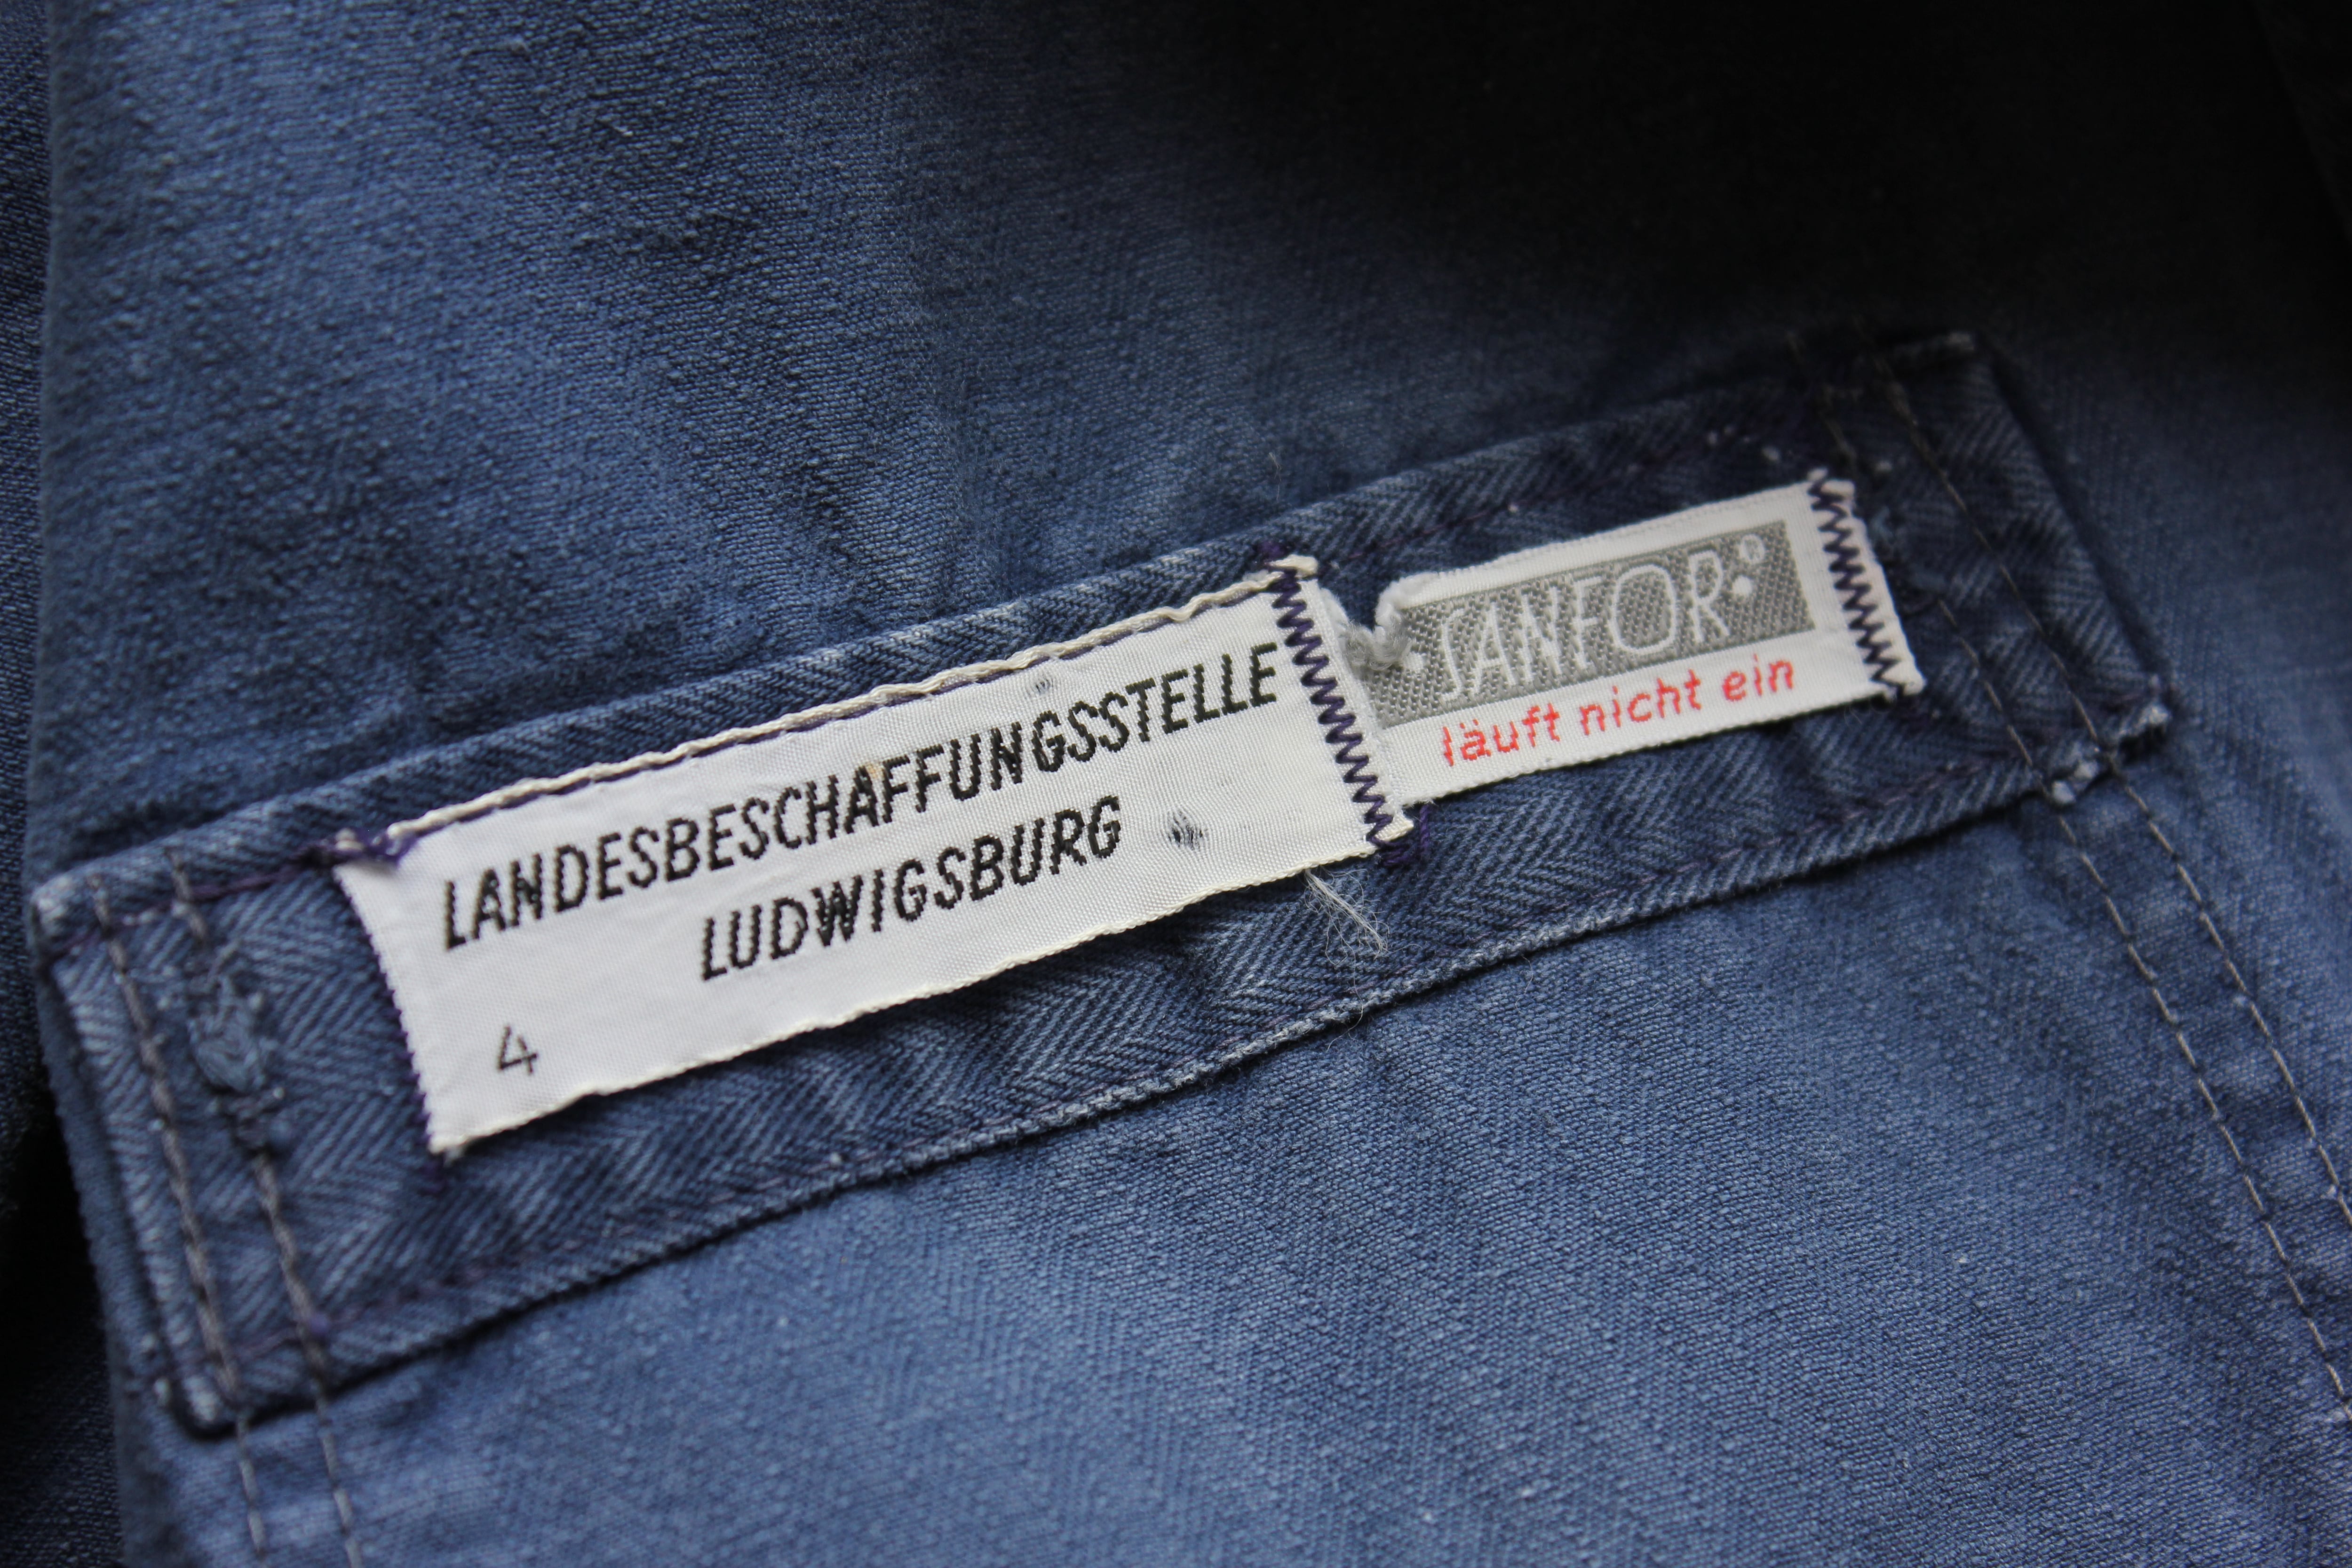 LANDESBESCHAFFUNGSSTELLE
LUDWIGSBURG
4
SANFOR®
läuft nicht ein